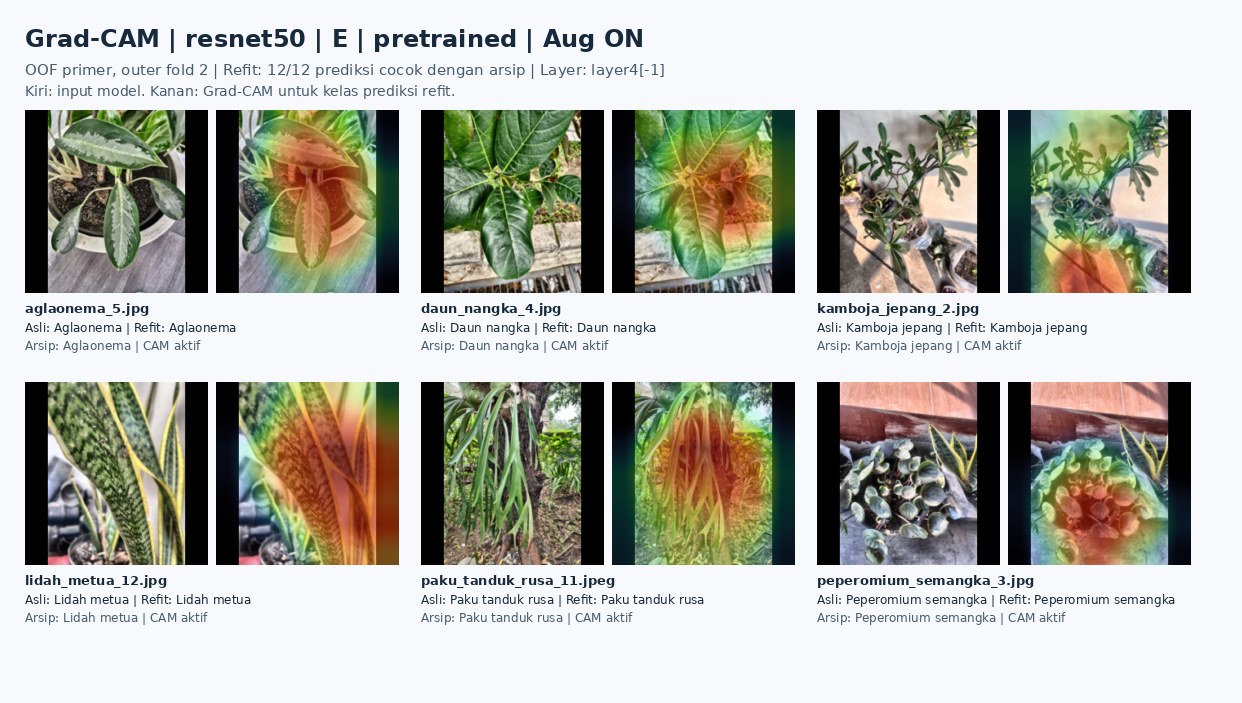 Grad-CAM | resnet50 | E | pretrained | Aug ON
OOF primer, outer fold 2 | Refit: 12/12 prediksi cocok dengan arsip | Layer: layer4[-1]
Kiri: input model. Kanan: Grad-CAM untuk kelas prediksi refit.
aglaonema_5.jpg
Asli: Aglaonema | Refit: Aglaonema
Arsip: Aglaonema | CAM aktif
daun_nangka_4.jpg
Asli: Daun nangka | Refit: Daun nangka
Arsip: Daun nangka | CAM aktif
kamboja_jepang_2.jpg
Asli: Kamboja jepang | Refit: Kamboja jepang
Arsip: Kamboja jepang | CAM aktif
lidah_metua_12.jpg
Asli: Lidah metua | Refit: Lidah metua
Arsip: Lidah metua | CAM aktif
paku_tanduk_rusa_11.jpeg
Asli: Paku tanduk rusa | Refit: Paku tanduk rusa
Arsip: Paku tanduk rusa | CAM aktif
peperomium_semangka_3.jpg
Asli: Peperomium semangka | Refit: Peperomium semangka
Arsip: Peperomium semangka | CAM aktif